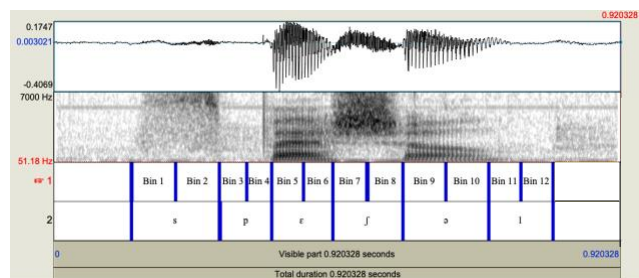 0.920328
0.1747
0.003021
-0.4069
7000 Hz
51.18 Hz
1 Bin 1 Bin 2 Bin 3 Bin 4 Bin 5 Bin 6 Bin 7 Bin 8 Bin 9 Bin 10 Bin 11 Bin 12
2 s p ɛ ʃ ə l
0 Visible part 0.920328 seconds 0.920328
Total duration 0.920328 seconds